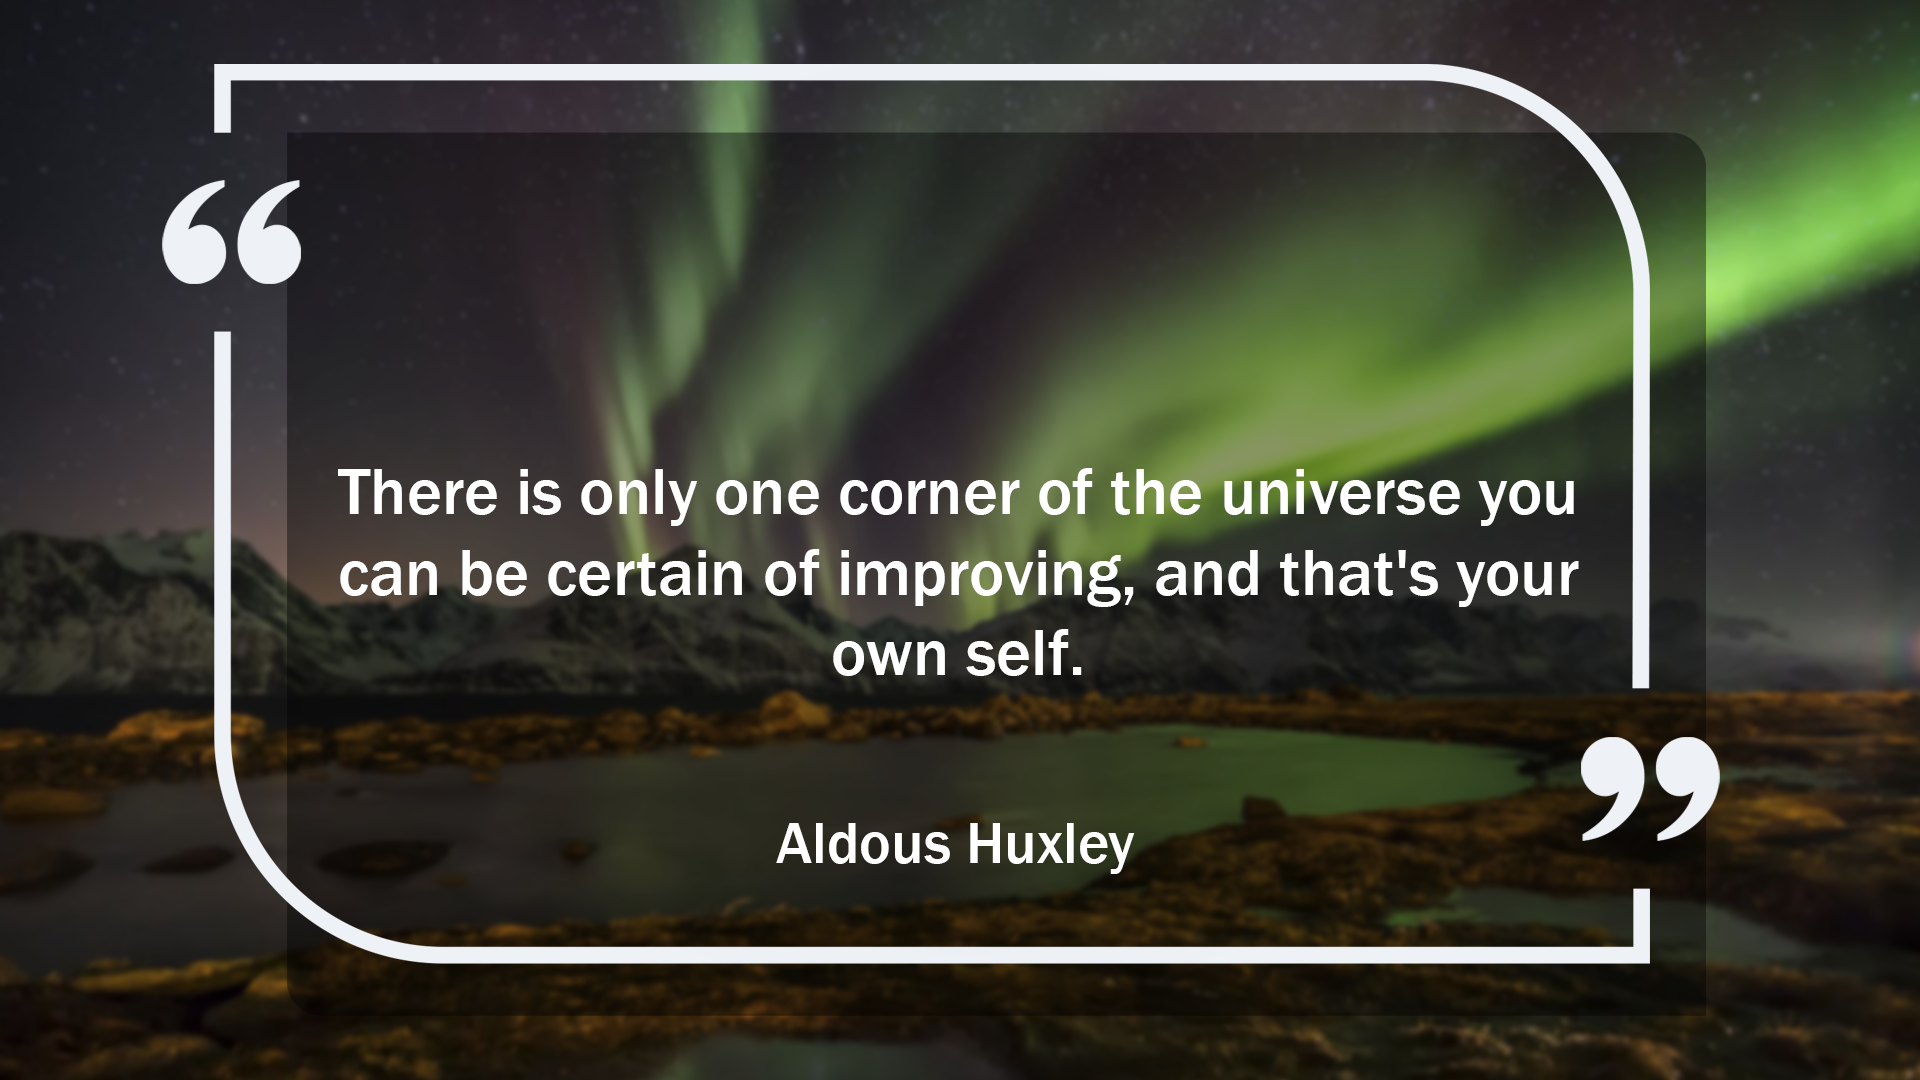 “
There is only one corner of the universe you
can be certain of improving, and that's your
own self.
”
Aldous Huxley